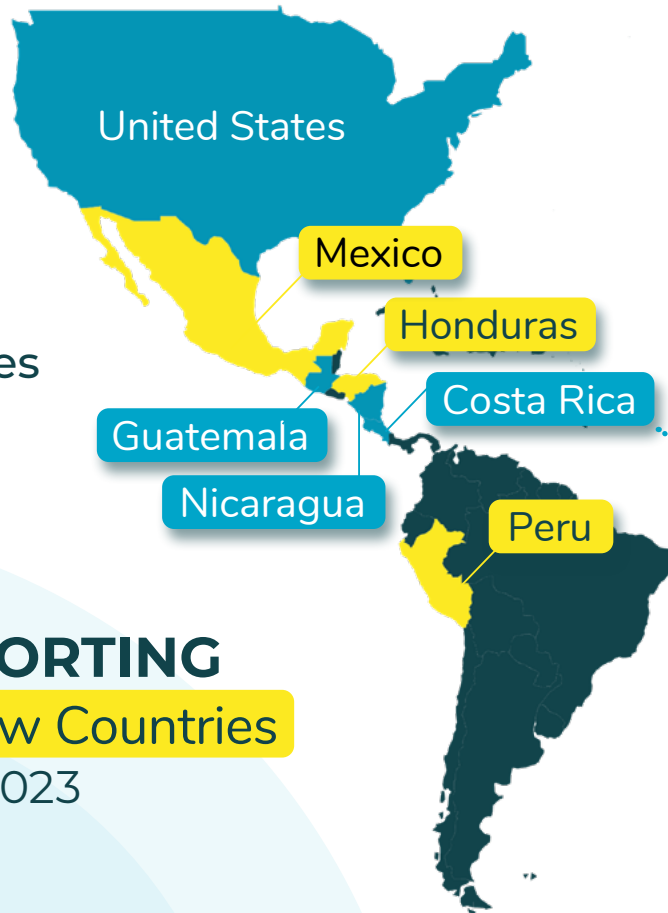 United States
Mexico
Honduras
es
Costa Rica
Guatemala
Nicaragua
Peru
ORTING
w Countries
023